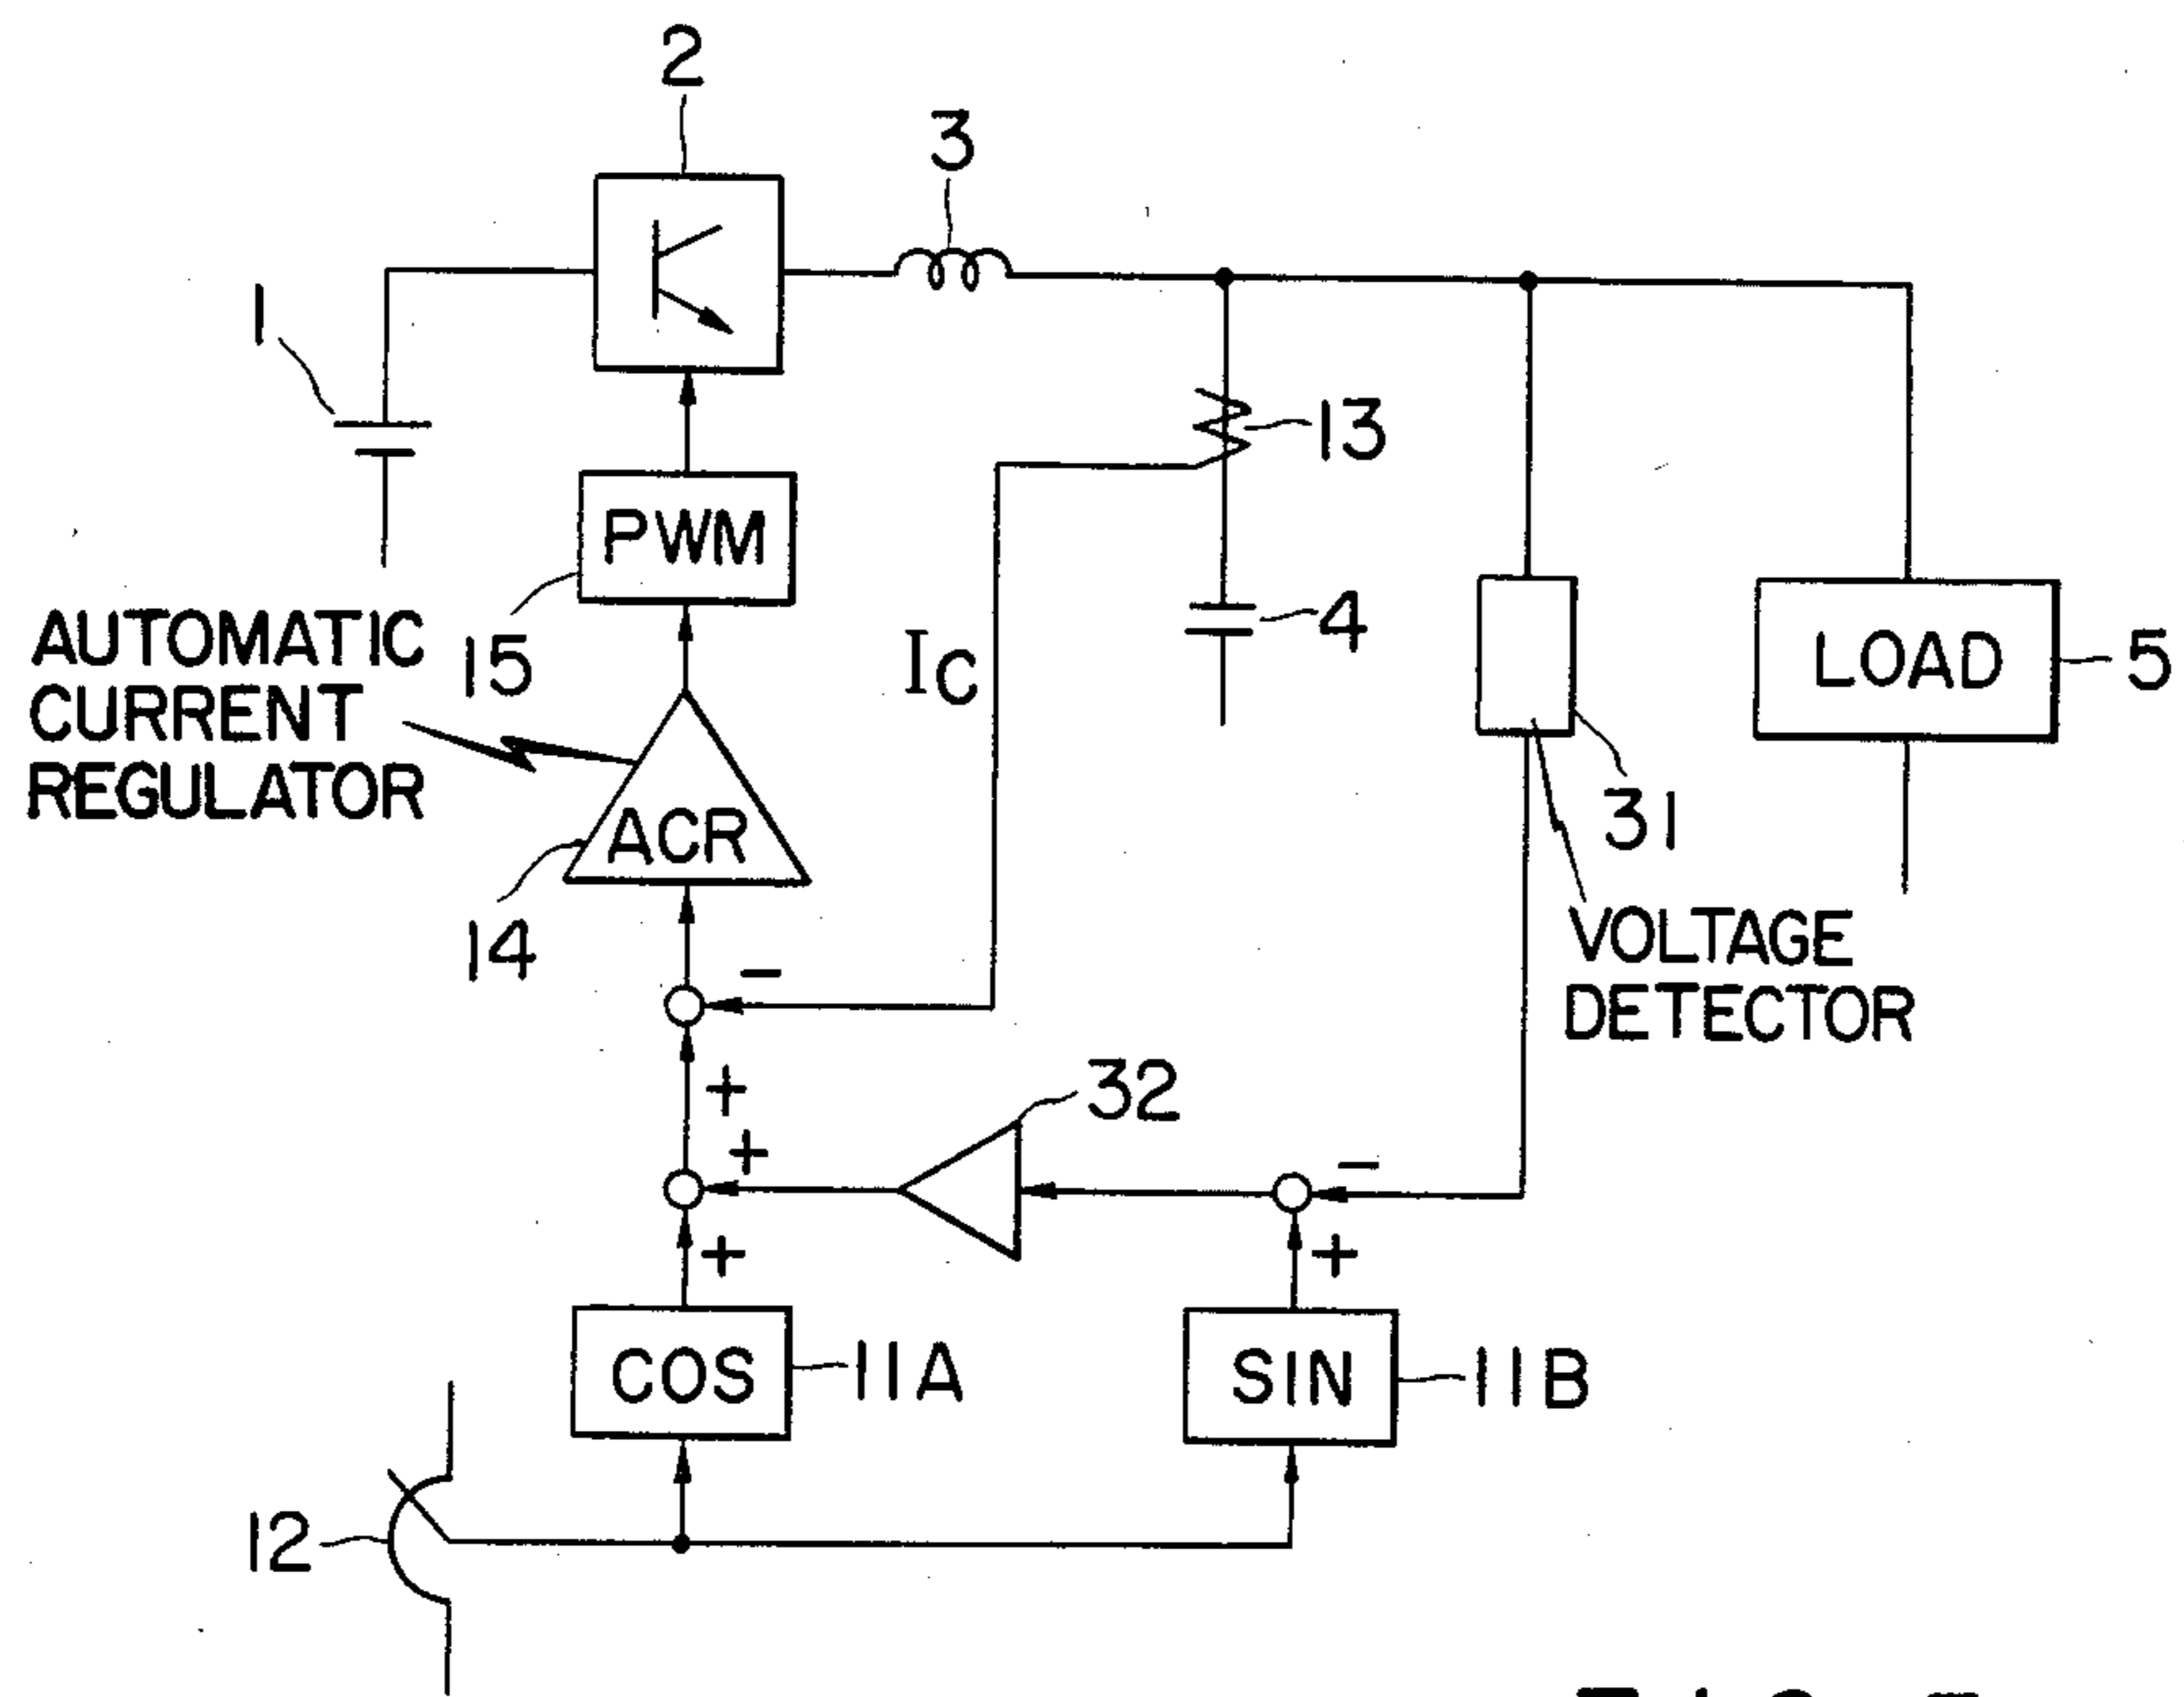 2
3
1
13
PWM
15
4
IC
LOAD
5
AUTOMATIC
CURRENT
REGULATOR
31
ACR
14
VOLTAGE
DETECTOR
-
+
+
32
-
+
+
COS
11A
SIN
11B
12